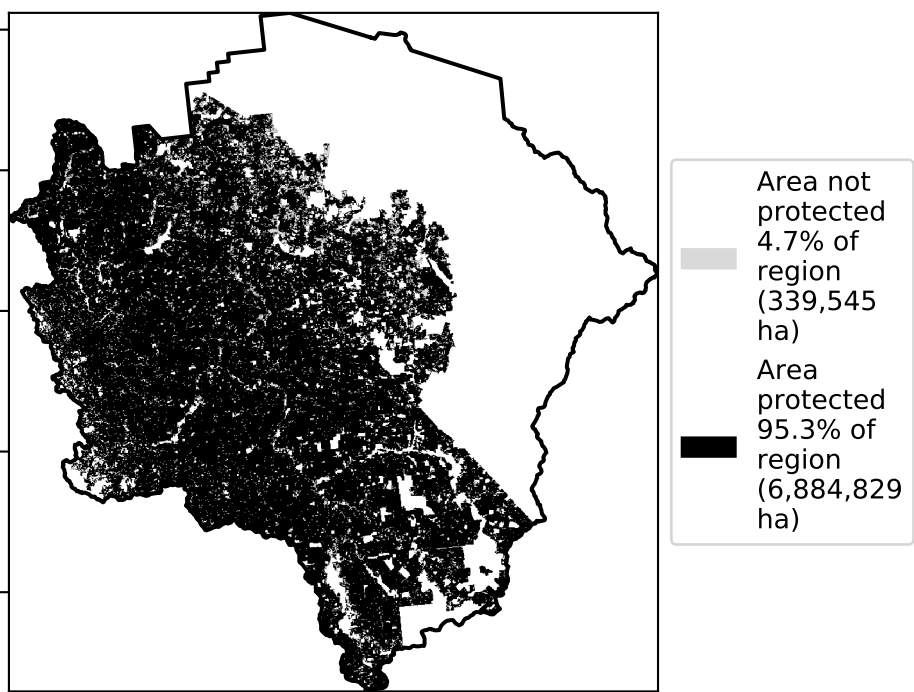 Area not
protected
4.7% of
region
(339,545
ha)
Area
protected
95.3% of
region
(6,884,829
ha)